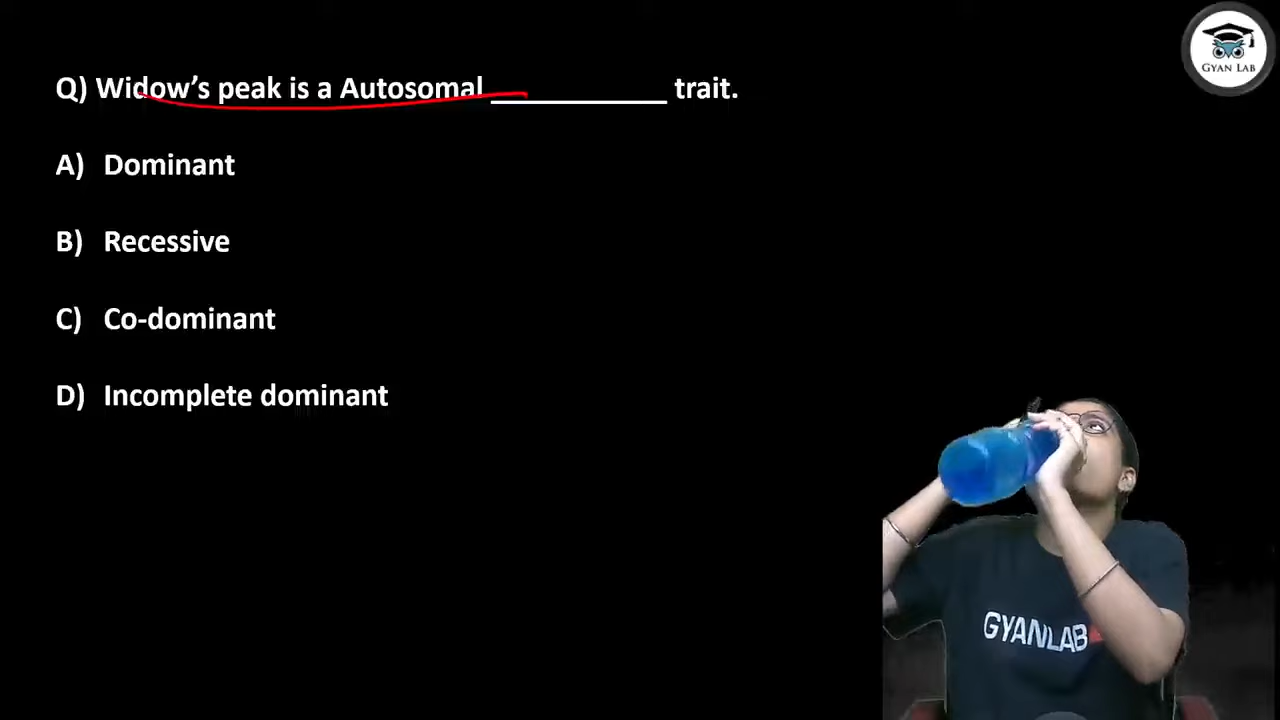 Q) Widow’s peak is a Autosomal ____________ trait.
A) Dominant
B) Recessive
C) Co-dominant
D) Incomplete dominant
GYAN LAB
GYANLAB